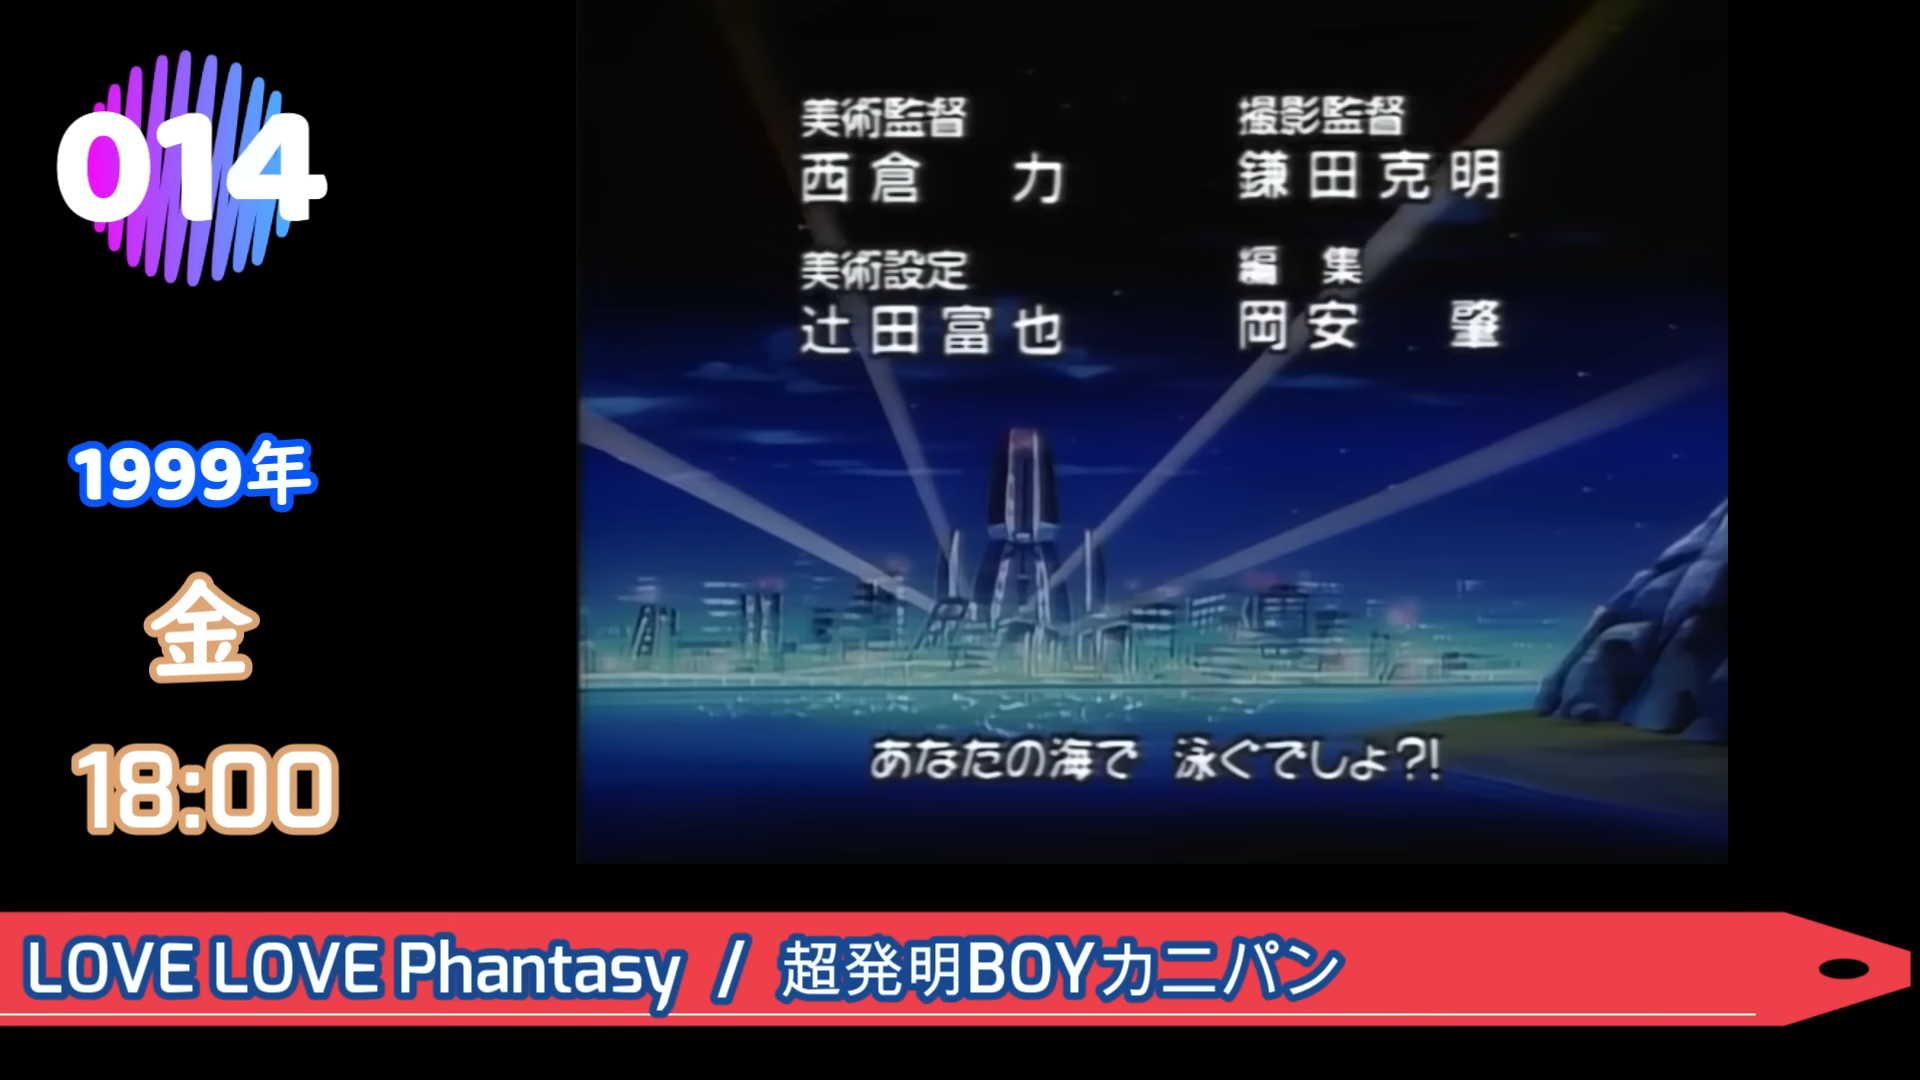 014
1999年
金
18:00
美術監督
西倉 力
美術設定
辻田富也
撮影監督
鎌田克明
編 集
岡安 肇
あなたの海で 泳ぐでしょ?!
LOVE LOVE Phantasy / 超発明BOYカニパン